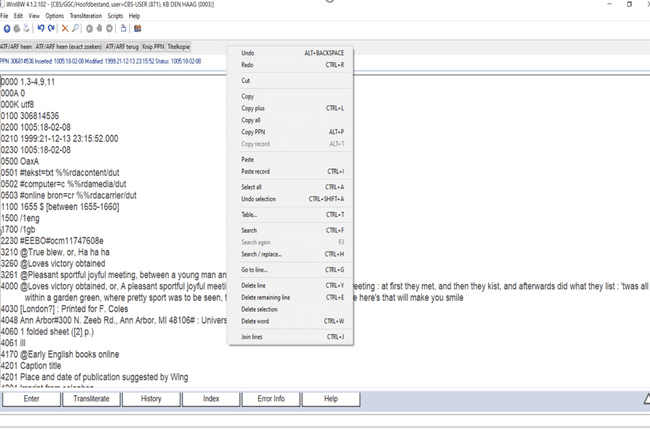 WinIBW 4.1.2.102 - [CBS/GGC/Hoofdbestand, user=CBS-USER (871), KB DEN HAAG (0003)]
File Edit View Options Transliteration Scripts Help
ATF/ARF heen ATF/ARF heen (exact zoeken) ATF/ARF terug Knip PPN Titelkopie
PPN 306814536 Inserted: 1005:18-02-08 Modified: 1999:21-12-13 23:15:52 Status: 1005:18-02-08
0000 1,3-4,9,11
000A 0
000K utf8
0100 306814536
0200 1005:18-02-08
0210 1999:21-12-13 23:15:52.000
0230 1005:18-02-08
0500 OaxA
0501 #tekst=txt %%rdacontent/dut
0502 #computer=c %%rdamedia/dut
0503 #online bron=cr %%rdacarrier/dut
1100 1655 $ [between 1655-1660]
1500 /1eng
1700 /1gb
2230 #EEBO#ocm11747608e
3210 @True blew, or, Ha ha ha
3260 @Loves victory obtained
3261 @Pleasant sportful joyful meeting, between a young man an
4000 @Loves victory obtained, or, A pleasant sportful joyful meeting : at first they met, and then they kist, and afterwards did what they list : 'twas all
within a garden green, where pretty sport was to be seen, e here's that will make you smile
4030 [London?] : Printed for F. Coles
4048 Ann Arbor#300 N. Zeeb Rd., Ann Arbor, MI 48106# : Univers
4060 1 folded sheet ([2] p.)
4061 ill
4170 @Early English books online
4201 Caption title
4201 Place and date of publication suggested by Wing
4201 Imprint from colophon
Undo ALT+BACKSPACE
Redo CTRL+R
Cut
Copy
Copy plus CTRL+L
Copy all
Copy PPN ALT+P
Copy record ALT+T
Paste
Paste record CTRL+I
Select all CTRL+A
Undo selection CTRL+SHIFT+A
Table... CTRL+T
Search CTRL+F
Search again F3
Search / replace... CTRL+H
Go to line... CTRL+G
Delete line CTRL+Y
Delete remaining line CTRL+E
Delete selection
Delete word CTRL+W
Join lines CTRL+J
Enter Transliterate History Index Error Info Help